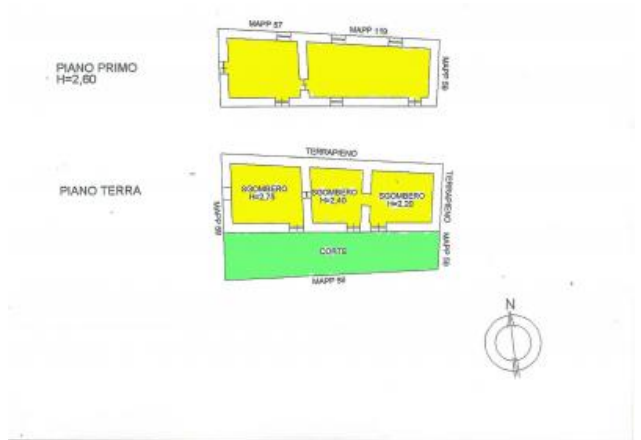 MAPP 57
MAPP 119
PIANO PRIMO
H=2,60
MAPP 59
TERRAPIENO
PIANO TERRA
SGOMBERO
H=2,75
SGOMBERO
H=2,40
SGOMBERO
H=2,20
TERRAPIENO
MAPP 59
MAPP 59
CORTE
MAPP 58
N